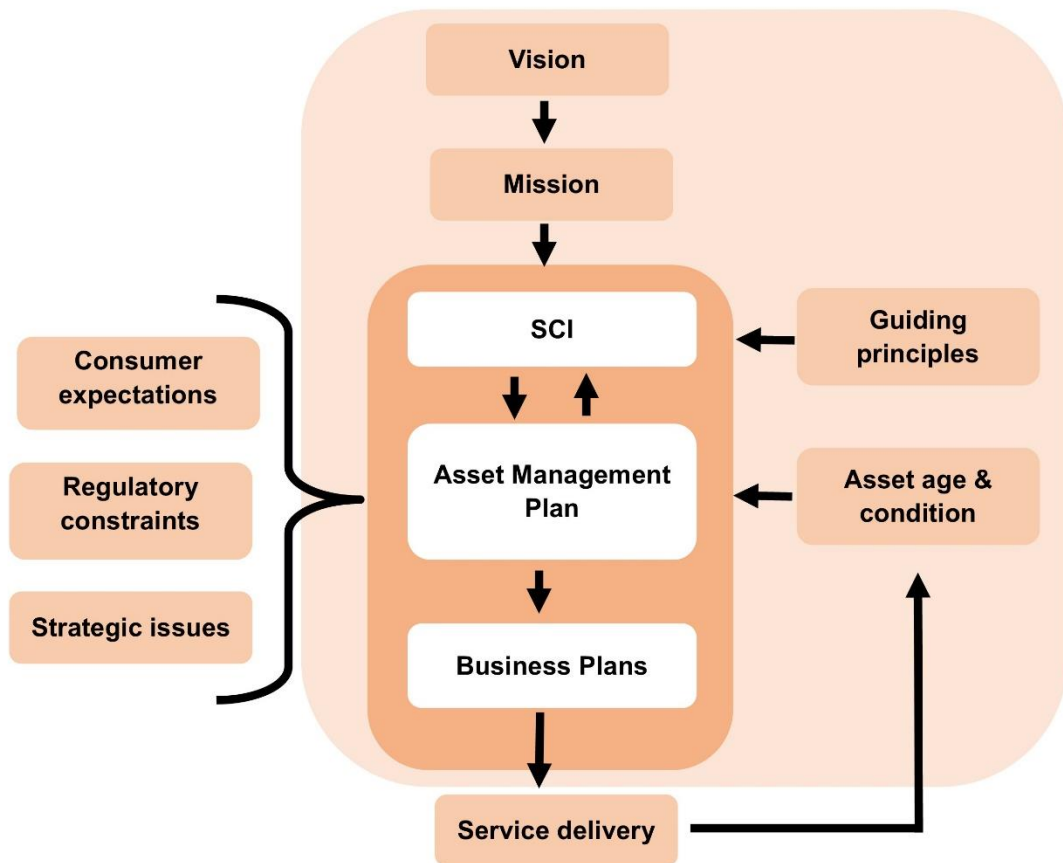 Vision
Mission
SCI
Guiding
principles
Consumer
expectations
Asset Management
Plan
Regulatory
constraints
Asset age &
condition
Strategic issues
Business Plans
Service delivery